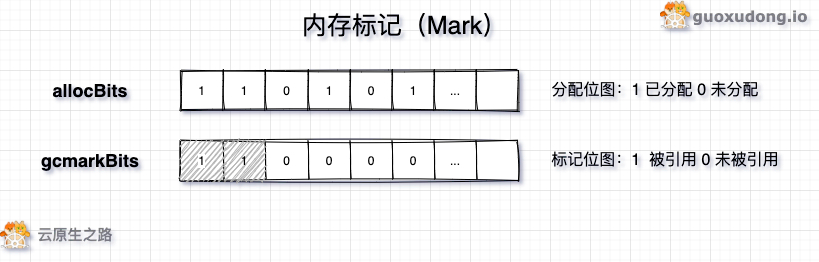 内存标记（Mark）
guoxudong.io
allocBits 1 1 0 1 0 1 ... 分配位图：1 已分配 0 未分配
gcmarkBits 1 1 0 0 0 0 ... 标记位图：1 被引用 0 未被引用
云原生之路